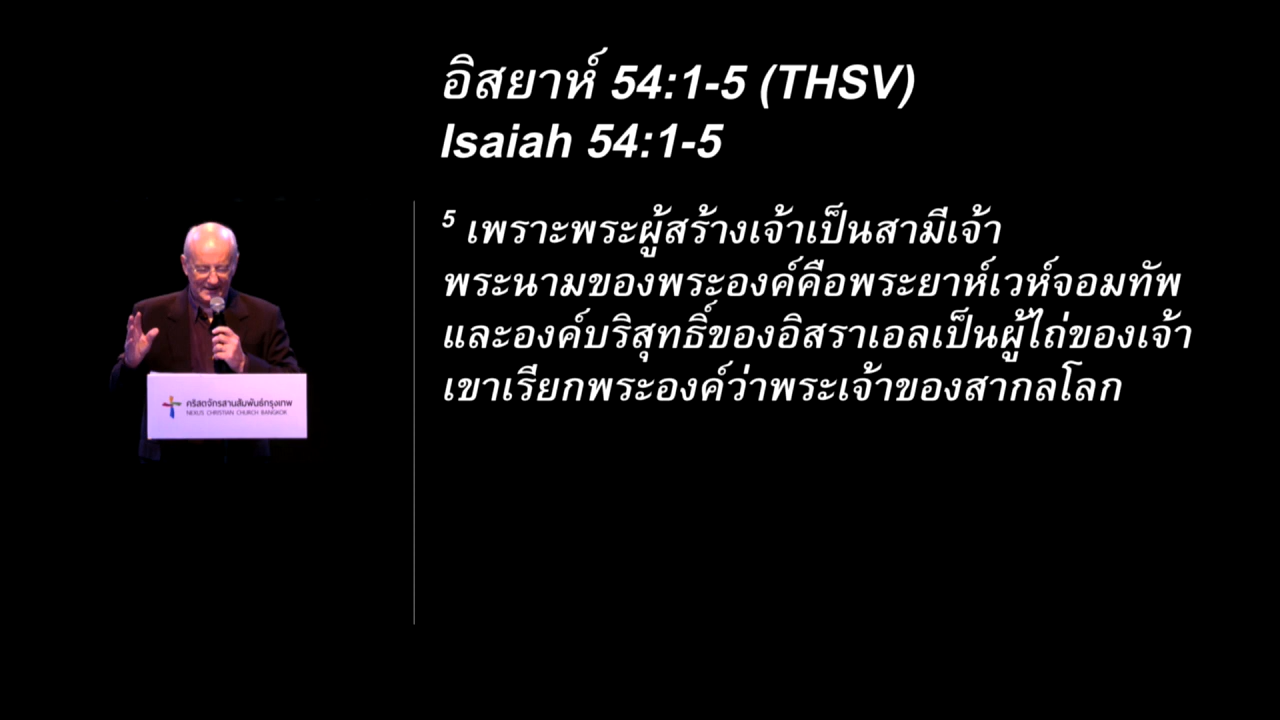 อิสยาห์ 54:1-5 (THSV)
Isaiah 54:1-5
5 เพราะพระผู้สร้างเจ้าเป็นสามีเจ้า
พระนามของพระองค์คือพระยาห์เวห์จอมทัพ
และองค์บริสุทธิ์ของอิสราเอลเป็นผู้ไถ่ของเจ้า
เขาเรียกพระองค์ว่าพระเจ้าของสากลโลก
คริสตจักรสานสัมพันธ์กรุงเทพ
NEXUS CHRISTIAN CHURCH BANGKOK